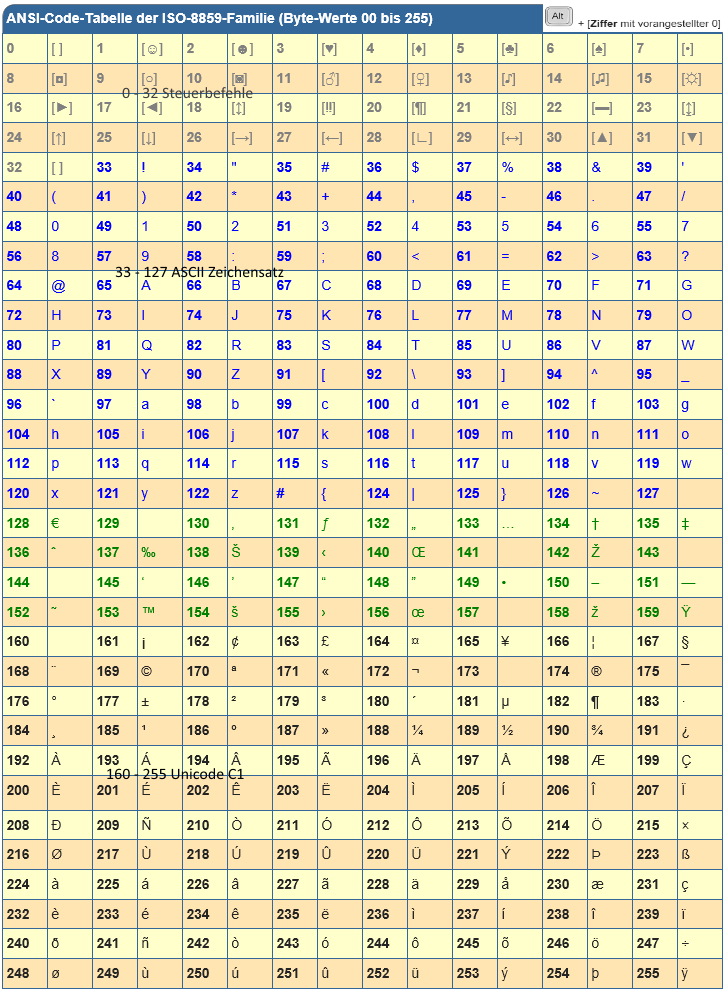 ANSI-Code-Tabelle der ISO-8859-Familie (Byte-Werte 00 bis 255) Alt + [Ziffer mit vorangestellter 0]
0 [ ] 1 [☺] 2 [☻] 3 [♥] 4 [♦] 5 [♣] 6 [♠] 7 [•]
8 [◘] 9 [○] 10 [◙] 11 [♂] 12 [♀] 13 [♪] 14 [♫] 15 [☼]
0 - 32 Steuerbefehle
16 [►] 17 [◄] 18 [↕] 19 [‼] 20 [¶] 21 [§] 22 [▬] 23 [↨]
24 [↑] 25 [↓] 26 [→] 27 [←] 28 [∟] 29 [↔] 30 [▲] 31 [▼]
32 [ ] 33 ! 34 " 35 # 36 $ 37 % 38 & 39 '
40 ( 41 ) 42 * 43 + 44 , 45 - 46 . 47 /
48 0 49 1 50 2 51 3 52 4 53 5 54 6 55 7
56 8 57 9 58 : 59 ; 60 < 61 = 62 > 63 ?
33 - 127 ASCII Zeichensatz
64 @ 65 A 66 B 67 C 68 D 69 E 70 F 71 G
72 H 73 I 74 J 75 K 76 L 77 M 78 N 79 O
80 P 81 Q 82 R 83 S 84 T 85 U 86 V 87 W
88 X 89 Y 90 Z 91 [ 92 \ 93 ] 94 ^ 95 _
96 ` 97 a 98 b 99 c 100 d 101 e 102 f 103 g
104 h 105 i 106 j 107 k 108 l 109 m 110 n 111 o
112 p 113 q 114 r 115 s 116 t 117 u 118 v 119 w
120 x 121 y 122 z # { 124 | 125 } 126 ~ 127
128 € 129 130 ‚ 131 ƒ 132 „ 133 … 134 † 135 ‡
136 ˆ 137 ‰ 138 Š 139 ‹ 140 Œ 141 142 Ž 143
144 145 ‘ 146 ’ 147 “ 148 ” 149 • 150 – 151 —
152 ˜ 153 ™ 154 š 155 › 156 œ 157 158 ž 159 Ÿ
160 161 ¡ 162 ¢ 163 £ 164 ¤ 165 ¥ 166 ¦ 167 §
168 ¨ 169 © 170 ª 171 « 172 ¬ 173 174 ® 175 ¯
176 ° 177 ± 178 ² 179 ³ 180 ´ 181 µ 182 ¶ 183 ·
184 ¸ 185 ¹ 186 º 187 » 188 ¼ 189 ½ 190 ¾ 191 ¿
192 À 193 Á 194 Â 195 Ã 196 Ä 197 Å 198 Æ 199 Ç
160 - 255 Unicode C1
200 È 201 É 202 Ê 203 Ë 204 Ì 205 Í 206 Î 207 Ï
208 Ð 209 Ñ 210 Ò 211 Ó 212 Ô 213 Õ 214 Ö 215 ×
216 Ø 217 Ù 218 Ú 219 Û 220 Ü 221 Ý 222 Þ 223 ß
224 à 225 á 226 â 227 ã 228 ä 229 å 230 æ 231 ç
232 è 233 é 234 ê 235 ë 236 ì 237 í 238 î 239 ï
240 ð 241 ñ 242 ò 243 ó 244 ô 245 õ 246 ö 247 ÷
248 ø 249 ù 250 ú 251 û 252 ü 253 ý 254 þ 255 ÿ